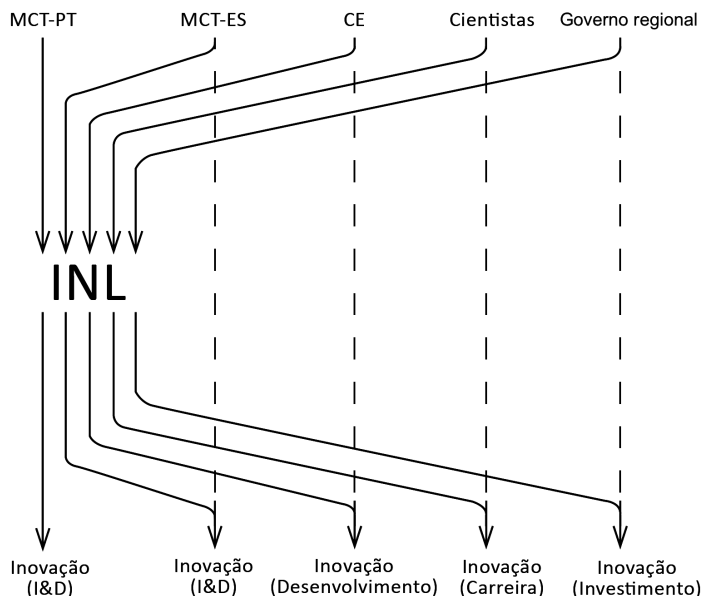 MCT-PT MCT-ES CE Cientistas Governo regional
INL
Inovação Inovação Inovação Inovação Inovação
(I&D) (I&D) (Desenvolvimento) (Carreira) (Investimento)